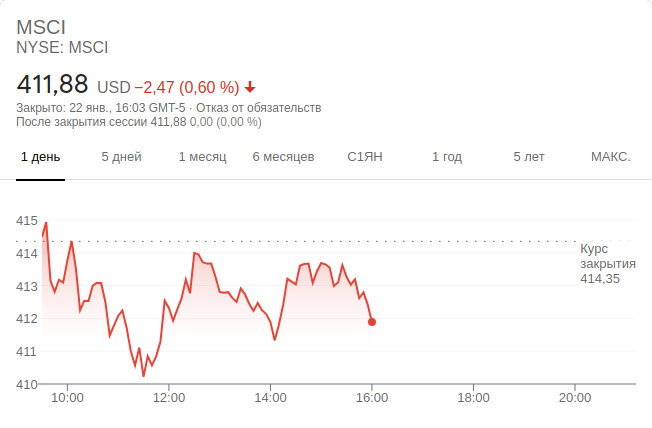 MSCI
NYSE: MSCI
411,88 USD −2,47 (0,60 %)
Закрыто: 22 янв., 16:03 GMT-5 · Отказ от обязательств
После закрытия сессии 411,88 0,00 (0,00 %)
1 день 5 дней 1 месяц 6 месяцев С1ЯН 1 год 5 лет МАКС.
415
414
413
412
411
410
Курс
закрытия
414,35
10:00 12:00 14:00 16:00 18:00 20:00